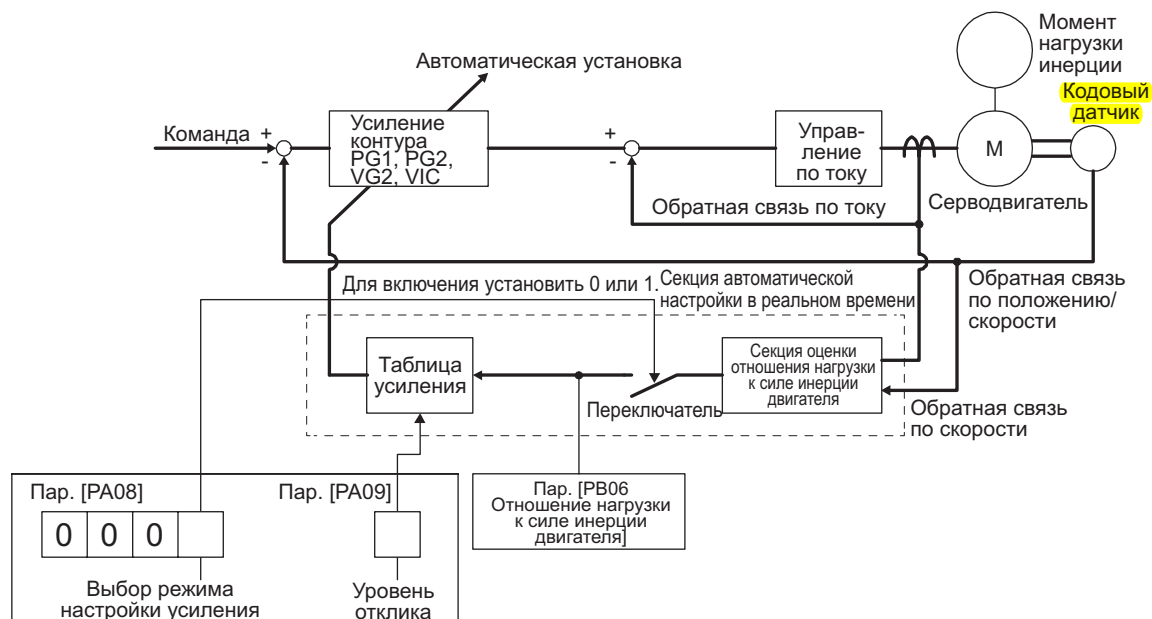 Момент
нагрузки
инерции
Автоматическая установка
Кодовый
датчик
Команда
+
-
Усиление
контура
PG1, PG2,
VG2, VIC
+
-
Управ-
ление
по току
М
Серводвигатель
Обратная связь по току
Для включения установить 0 или 1.
Секция автоматической
настройки в реальном времени
Обратная связь
по положению/
скорости
Таблица
усиления
Переключатель
Секция оценки
отношения нагрузки
к силе инерции
двигателя
Обратная связь
по скорости
Пар. [PA08]
Пар. [PA09]
Пар. [PB06
Отношение нагрузки
к силе инерции
двигателя]
0 0 0
Выбор режима
настройки усиления
Уровень
отклика